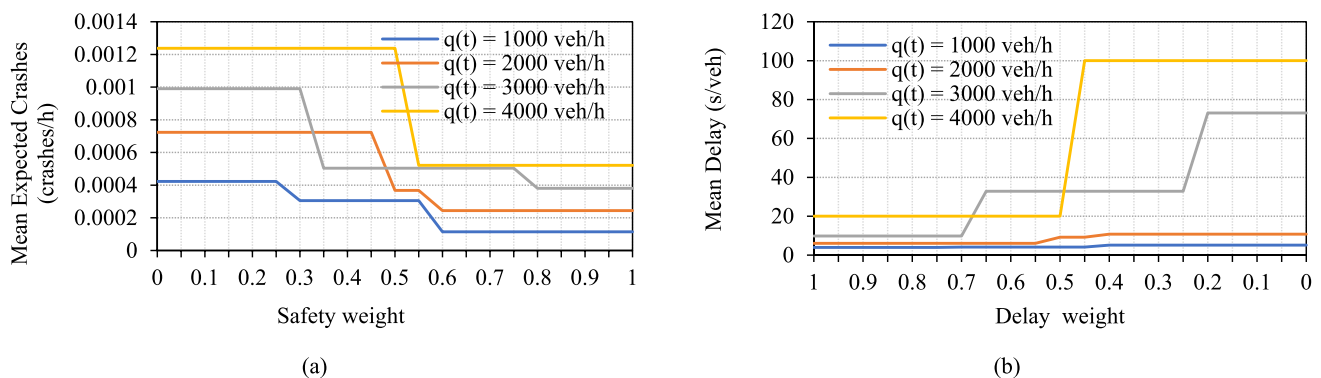 0.0014
0.0012
0.001
0.0008
0.0006
0.0004
0.0002
0
Mean Expected Crashes
(crashes/h)
q(t) = 1000 veh/h
q(t) = 2000 veh/h
q(t) = 3000 veh/h
q(t) = 4000 veh/h
0 0.1 0.2 0.3 0.4 0.5 0.6 0.7 0.8 0.9 1
Safety weight
(a)
120
100
80
60
40
20
0
Mean Delay (s/veh)
q(t) = 1000 veh/h
q(t) = 2000 veh/h
q(t) = 3000 veh/h
q(t) = 4000 veh/h
1 0.9 0.8 0.7 0.6 0.5 0.4 0.3 0.2 0.1 0
Delay weight
(b)